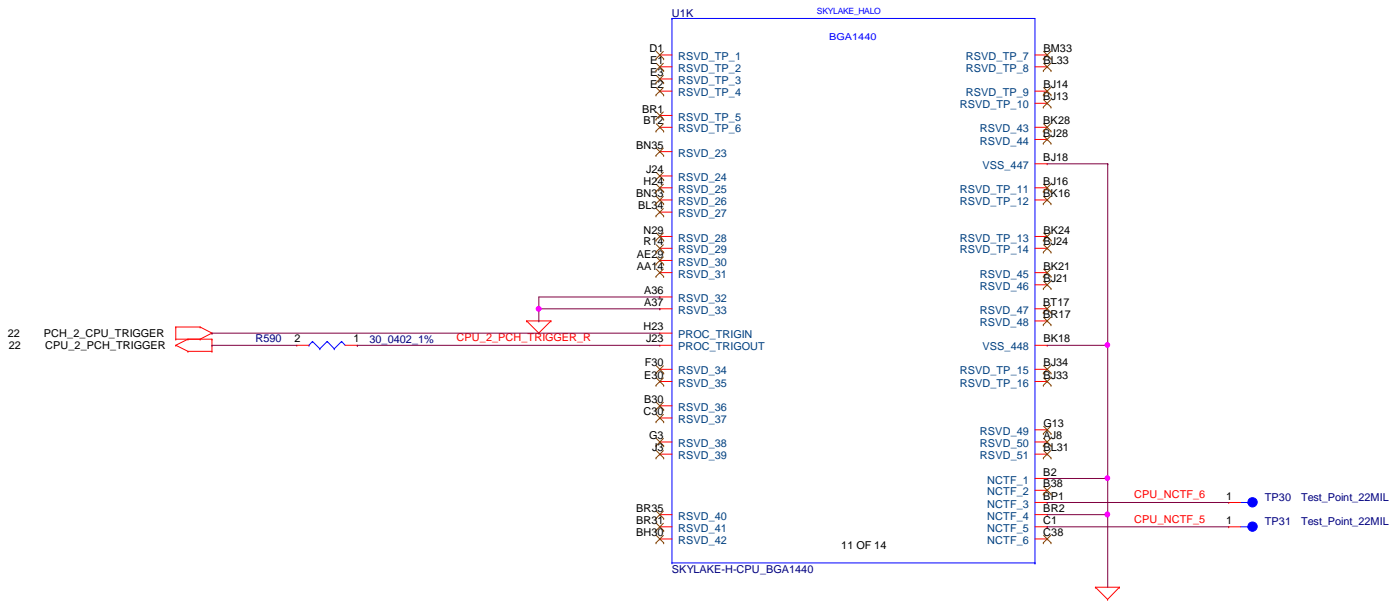 U1K
SKYLAKE_HALO
BGA1440
D1 RSVD_TP_1
E1 RSVD_TP_2
E3 RSVD_TP_3
E2 RSVD_TP_4
BR1 RSVD_TP_5
BT2 RSVD_TP_6
BN35 RSVD_23
J24 RSVD_24
H24 RSVD_25
BN33 RSVD_26
BL34 RSVD_27
N29 RSVD_28
R14 RSVD_29
AE29 RSVD_30
AA14 RSVD_31
A36 RSVD_32
A37 RSVD_33
22 PCH_2_CPU_TRIGGER H23 PROC_TRIGIN
22 CPU_2_PCH_TRIGGER R590 2 1 30_0402_1% CPU_2_PCH_TRIGGER_R J23 PROC_TRIGOUT
F30 RSVD_34
E30 RSVD_35
B30 RSVD_36
C30 RSVD_37
G3 RSVD_38
J3 RSVD_39
BR35 RSVD_40
BR31 RSVD_41
BH30 RSVD_42
RSVD_TP_7 BM33
RSVD_TP_8 BL33
RSVD_TP_9 BJ14
RSVD_TP_10 BJ13
RSVD_43 BK28
RSVD_44 BJ28
VSS_447 BJ18
RSVD_TP_11 BJ16
RSVD_TP_12 BK16
RSVD_TP_13 BK24
RSVD_TP_14 BJ24
RSVD_45 BK21
RSVD_46 BJ21
RSVD_47 BT17
RSVD_48 BR17
VSS_448 BK18
RSVD_TP_15 BJ34
RSVD_TP_16 BJ33
RSVD_49 G13
RSVD_50 AJ8
RSVD_51 BL31
NCTF_1 B2
NCTF_2 B38
NCTF_3 BP1 CPU_NCTF_6 1 TP30 Test_Point_22MIL
NCTF_4 BR2
NCTF_5 C1 CPU_NCTF_5 1 TP31 Test_Point_22MIL
NCTF_6 C38
11 OF 14
SKYLAKE-H-CPU_BGA1440